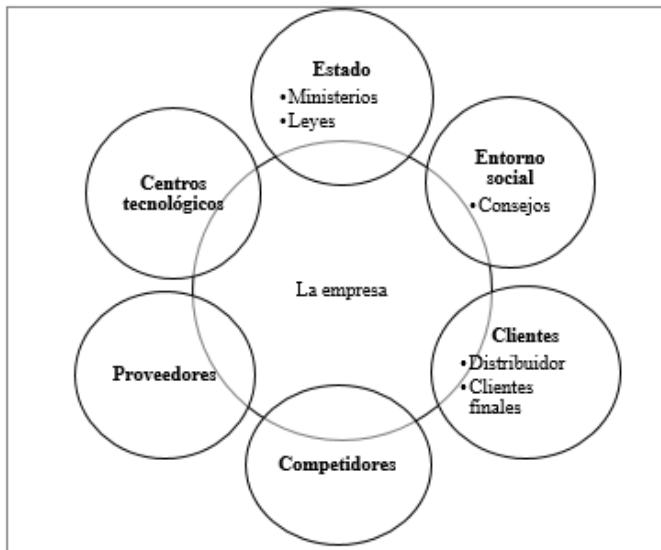 Estado
•Ministerios
•Leyes
Entorno
social
•Consejos
Centros
tecnológicos
La empresa
Clientes
•Distribuidor
•Clientes
finales
Proveedores
Competidores